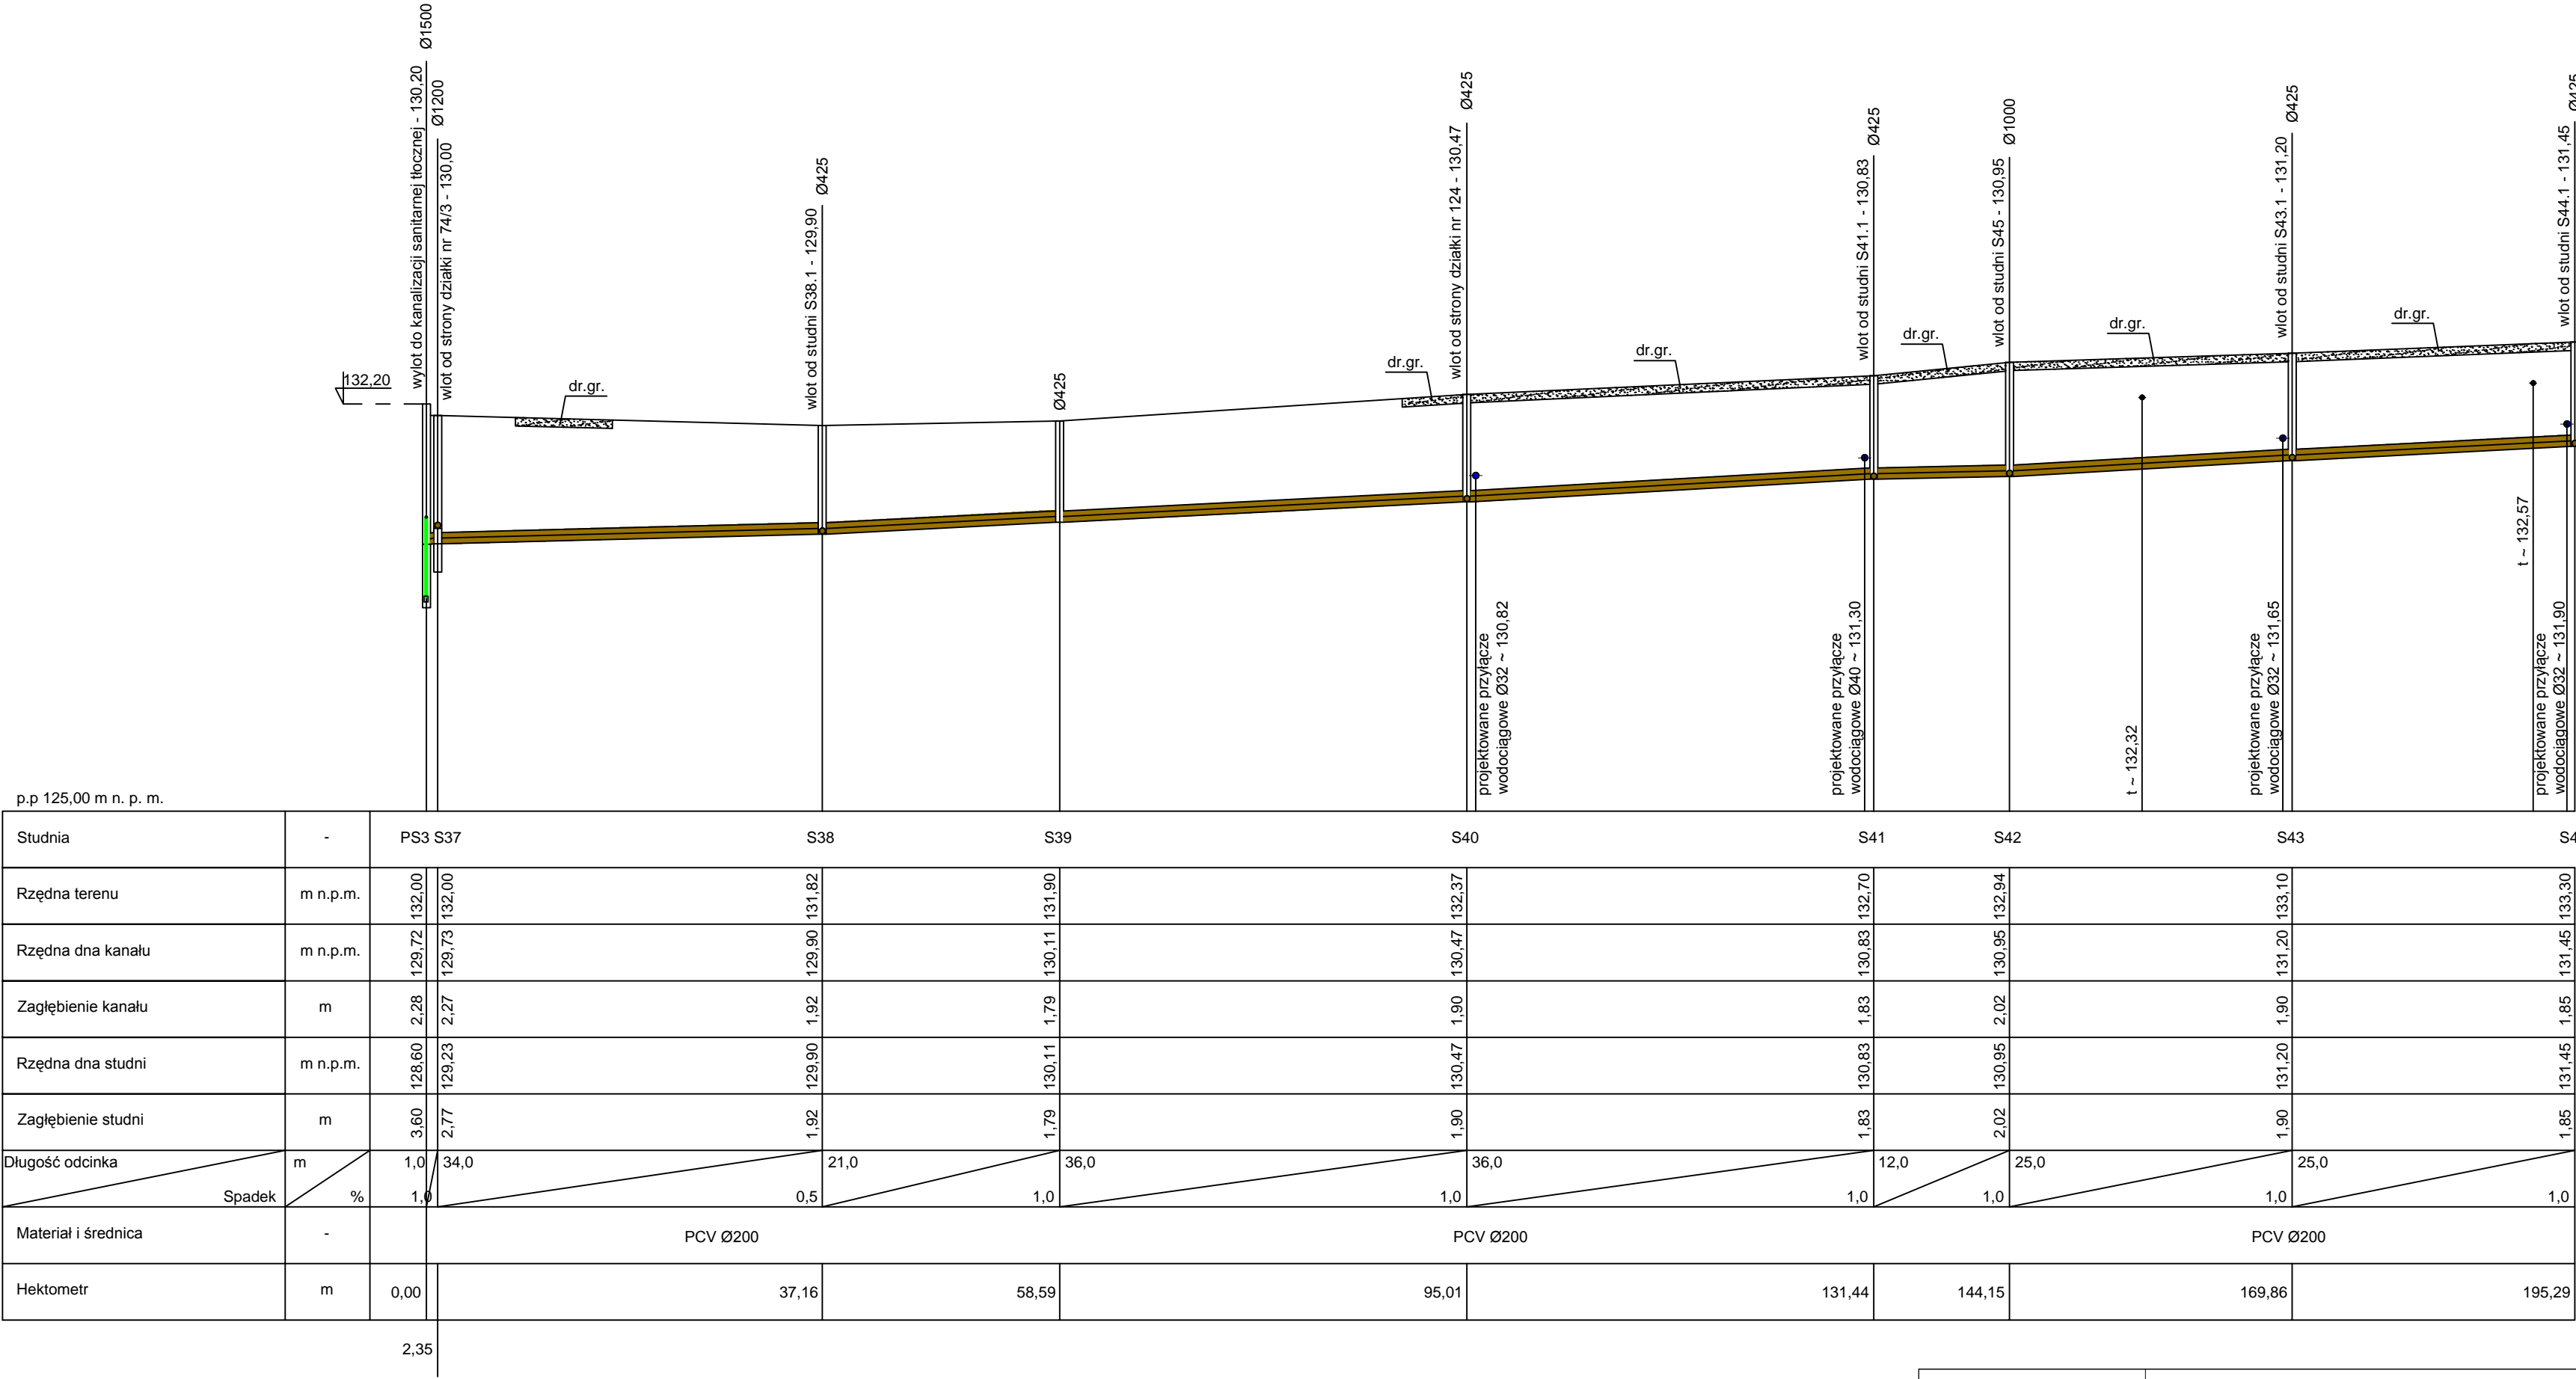 Ø1500
wylot do kanalizacji sanitarnej tłocznej - 130,20
Ø1200
wlot od strony działki nr 74/3 - 130,00
Ø425
wlot od studni S38.1 - 129,90
Ø425
Ø425
wlot od strony działki nr 124 - 130,47
Ø425
wlot od studni S41.1 - 130,83
Ø1000
wlot od studni S45 - 130,95
Ø425
wlot od studni S43.1 - 131,20
Ø425
wlot od studni S44.1 - 131,45
132,20
dr.gr.
dr.gr.
dr.gr.
dr.gr.
dr.gr.
dr.gr.
projektowane przyłącze
wodociągowe Ø32 ~ 130,82
projektowane przyłącze
wodociągowe Ø40 ~ 131,30
t ~ 132,32
projektowane przyłącze
wodociągowe Ø32 ~ 131,65
t ~ 132,57
projektowane przyłącze
wodociągowe Ø32 ~ 131,90
p.p 125,00 m n. p. m.
Studnia - PS3 S37 S38 S39 S40 S41 S42 S43
Rzędna terenu m n.p.m. 132,00 132,00 131,82 131,90 132,37 132,70 132,94 133,10 133,30
Rzędna dna kanału m n.p.m. 129,72 129,73 129,90 130,11 130,47 130,83 130,95 131,20 131,45
Zagłębienie kanału m 2,28 2,27 1,92 1,79 1,90 1,83 2,02 1,90 1,85
Rzędna dna studni m n.p.m. 128,60 129,23 129,90 130,11 130,47 130,83 130,95 131,20 131,45
Zagłębienie studni m 3,60 2,77 1,92 1,79 1,90 1,83 2,02 1,90 1,85
Długość odcinka m 1,0 34,0 21,0 36,0 36,0 12,0 25,0 25,0
Spadek % 1,0 0,5 1,0 1,0 1,0 1,0 1,0 1,0
Materiał i średnica - PCV Ø200 PCV Ø200 PCV Ø200
Hektometr m 0,00 37,16 58,59 95,01 131,44 144,15 169,86 195,29
2,35